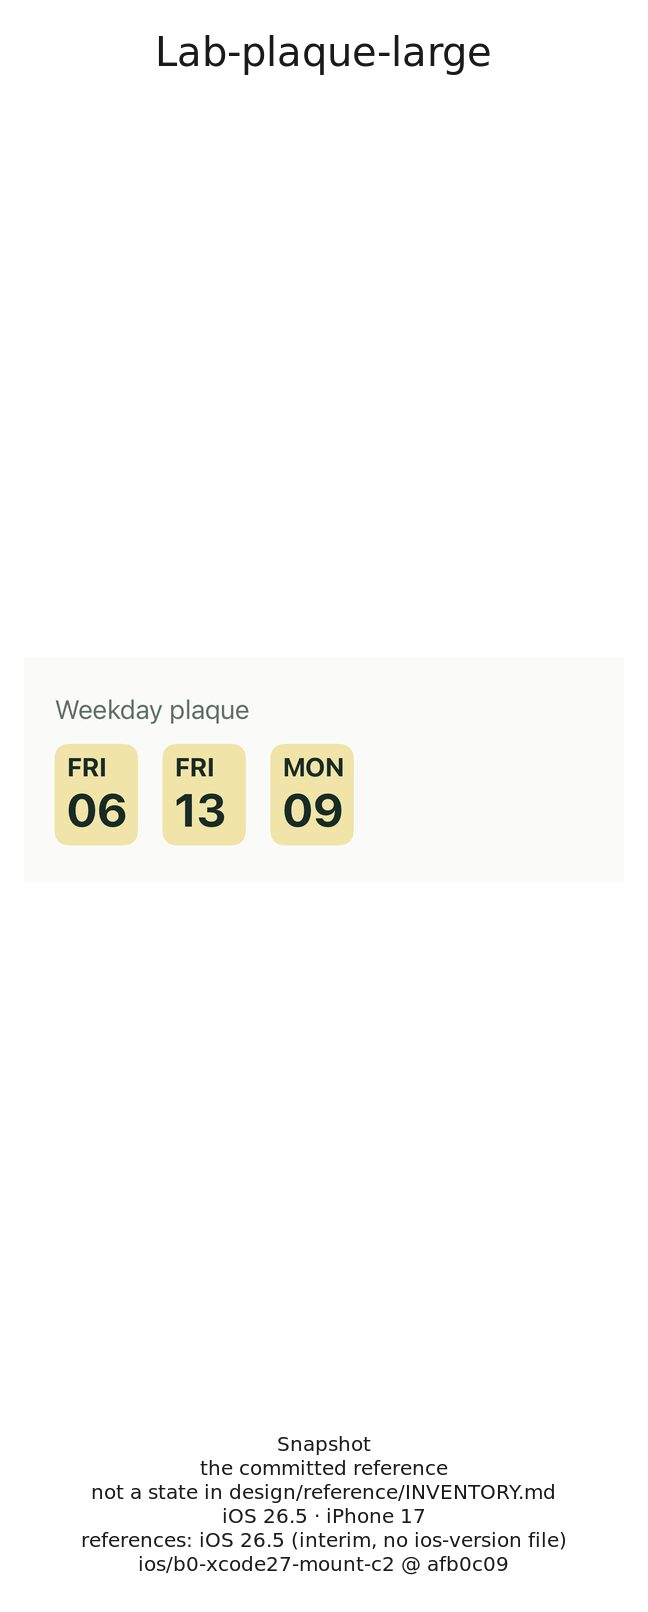 Lab-plaque-large
Weekday plaque
FRI FRI MON
06 13 09
Snapshot
the committed reference
not a state in design/reference/INVENTORY.md
iOS 26.5 · iPhone 17
references: iOS 26.5 (interim, no ios-version file)
ios/b0-xcode27-mount-c2 @ afb0c09